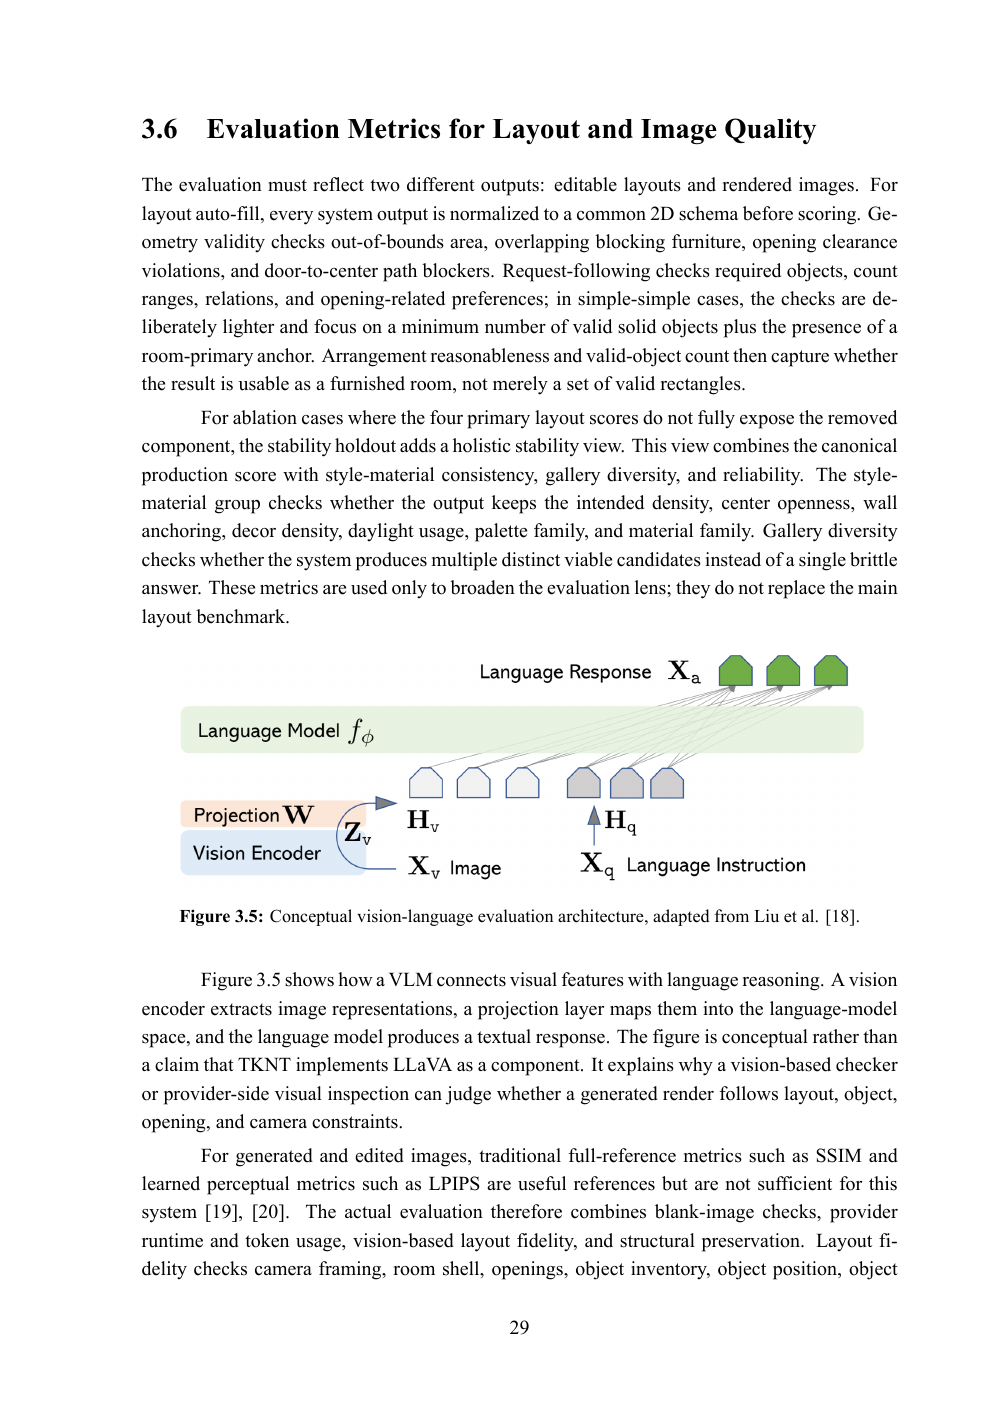 3.6 Evaluation Metrics for Layout and Image Quality
The evaluation must reflect two different outputs: editable layouts and rendered images. For
layout auto-fill, every system output is normalized to a common 2D schema before scoring. Ge-
ometry validity checks out-of-bounds area, overlapping blocking furniture, opening clearance
violations, and door-to-center path blockers. Request-following checks required objects, count
ranges, relations, and opening-related preferences; in simple-simple cases, the checks are de-
liberately lighter and focus on a minimum number of valid solid objects plus the presence of a
room-primary anchor. Arrangement reasonableness and valid-object count then capture whether
the result is usable as a furnished room, not merely a set of valid rectangles.
For ablation cases where the four primary layout scores do not fully expose the removed
component, the stability holdout adds a holistic stability view. This view combines the canonical
production score with style-material consistency, gallery diversity, and reliability. The style-
material group checks whether the output keeps the intended density, center openness, wall
anchoring, decor density, daylight usage, palette family, and material family. Gallery diversity
checks whether the system produces multiple distinct viable candidates instead of a single brittle
answer. These metrics are used only to broaden the evaluation lens; they do not replace the main
layout benchmark.
Language Response Xa
Language Model fϕ
Projection W
Vision Encoder
Zv
Hv
Xv Image
Hq
Xq Language Instruction
Figure 3.5: Conceptual vision-language evaluation architecture, adapted from Liu et al. [18].
Figure 3.5 shows how a VLM connects visual features with language reasoning. A vision
encoder extracts image representations, a projection layer maps them into the language-model
space, and the language model produces a textual response. The figure is conceptual rather than
a claim that TKNT implements LLaVA as a component. It explains why a vision-based checker
or provider-side visual inspection can judge whether a generated render follows layout, object,
opening, and camera constraints.
For generated and edited images, traditional full-reference metrics such as SSIM and
learned perceptual metrics such as LPIPS are useful references but are not sufficient for this
system [19], [20]. The actual evaluation therefore combines blank-image checks, provider
runtime and token usage, vision-based layout fidelity, and structural preservation. Layout fi-
delity checks camera framing, room shell, openings, object inventory, object position, object
29